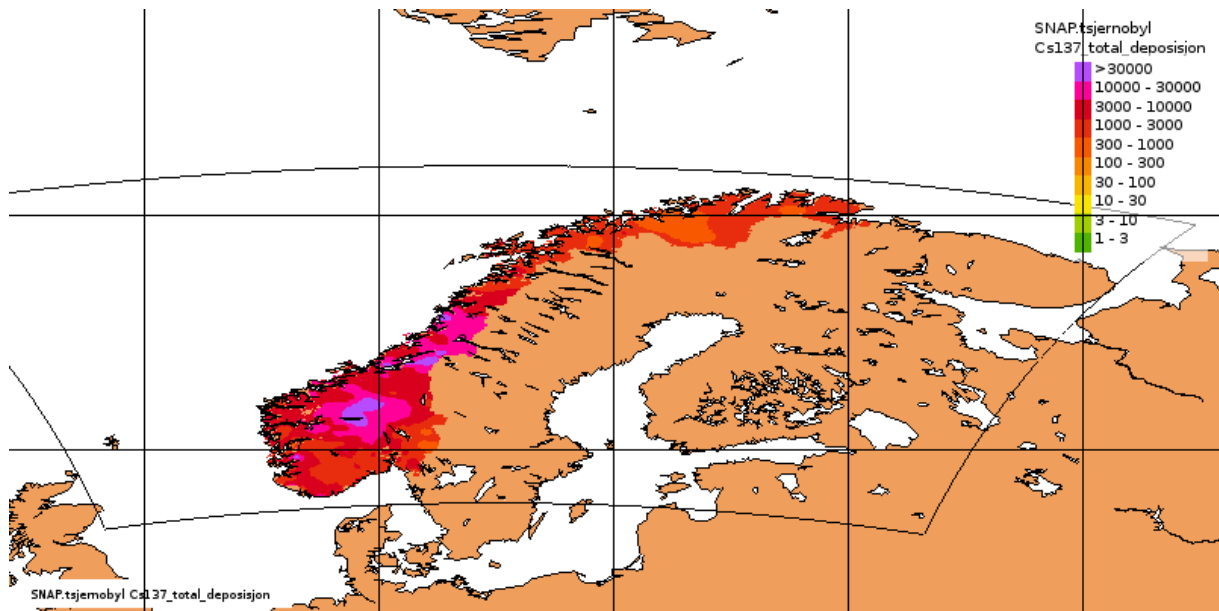 SNAP.tsjernobyl
Cs137_total_deposisjon
>30000
10000 - 30000
3000 - 10000
1000 - 3000
300 - 1000
100 - 300
30 - 100
10 - 30
3 - 10
1 - 3
SNAP.tsjernobyl Cs137_total_deposisjon